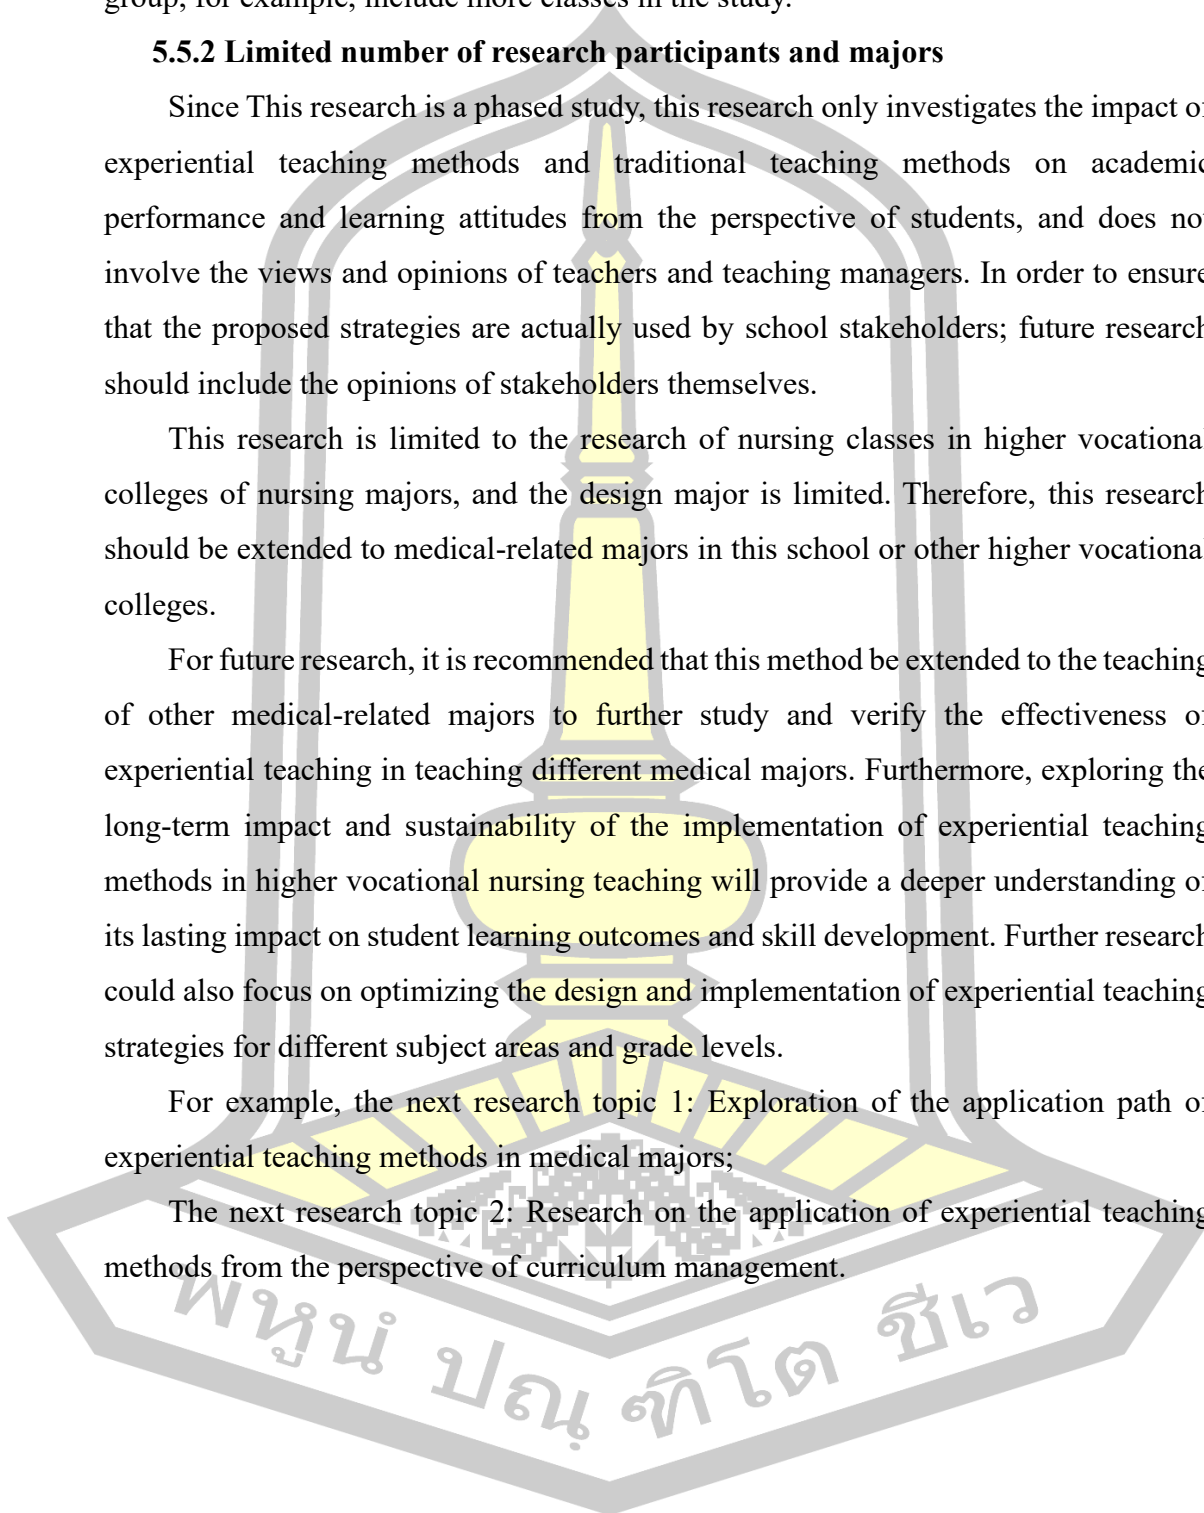 group, for example, include more classes in the study.
5.5.2 Limited number of research participants and majors
Since This research is a phased study, this research only investigates the impact of
experiential teaching methods and traditional teaching methods on academic
performance and learning attitudes from the perspective of students, and does not
involve the views and opinions of teachers and teaching managers. In order to ensure
that the proposed strategies are actually used by school stakeholders; future research
should include the opinions of stakeholders themselves.
This research is limited to the research of nursing classes in higher vocational
colleges of nursing majors, and the design major is limited. Therefore, this research
should be extended to medical-related majors in this school or other higher vocational
colleges.
For future research, it is recommended that this method be extended to the teaching
of other medical-related majors to further study and verify the effectiveness of
experiential teaching in teaching different medical majors. Furthermore, exploring the
long-term impact and sustainability of the implementation of experiential teaching
methods in higher vocational nursing teaching will provide a deeper understanding of
its lasting impact on student learning outcomes and skill development. Further research
could also focus on optimizing the design and implementation of experiential teaching
strategies for different subject areas and grade levels.
For example, the next research topic 1: Exploration of the application path of
experiential teaching methods in medical majors;
The next research topic 2: Research on the application of experiential teaching
methods from the perspective of curriculum management.
พหูนํ ปณฺฑิโต ชีเว